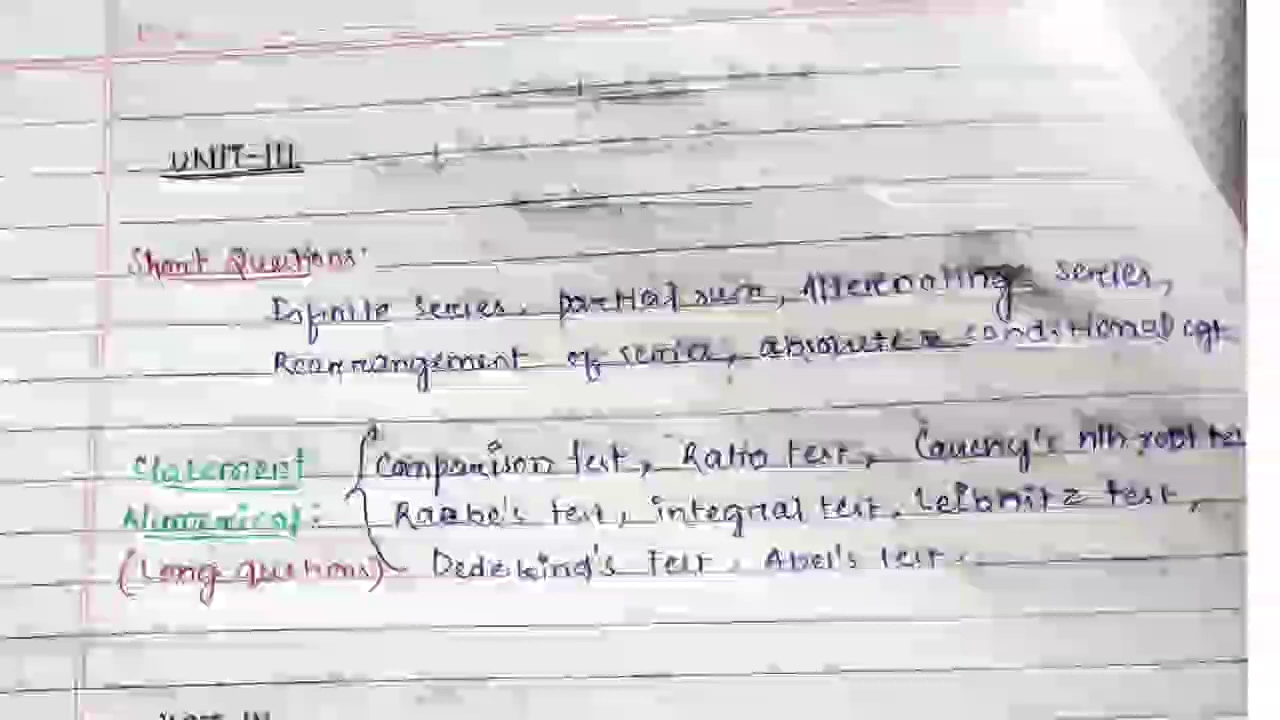 UNIT-III
Short Questions:
Infinite series, partial sum, Alternating series,
Rearrangement of series, absolute & conditional cgt
Statement { Comparison test, Ratio test, Cauchy's nth root tes
Numerical: Raabe's test, integral test, Leibnitz test,
(Long questions) Dedekind's Test, Abel's test.